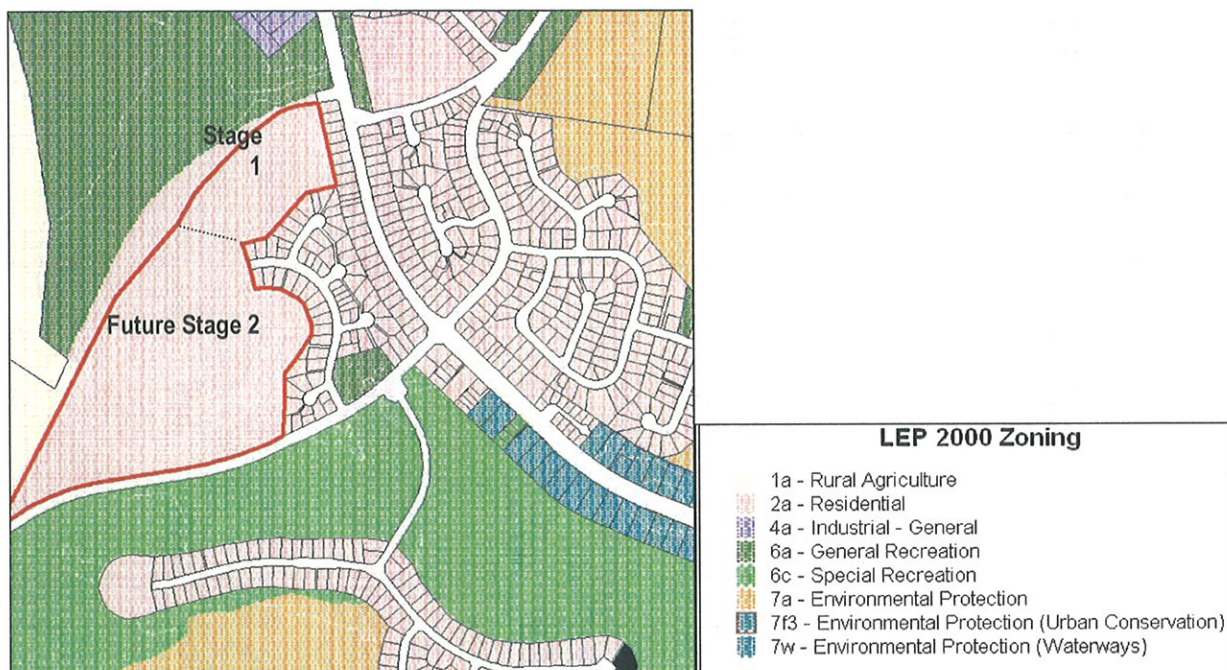 Stage
1
Future Stage 2
LEP 2000 Zoning
1a - Rural Agriculture
2a - Residential
4a - Industrial - General
6a - General Recreation
6c - Special Recreation
7a - Environmental Protection
7f3 - Environmental Protection (Urban Conservation)
7w - Environmental Protection (Waterways)